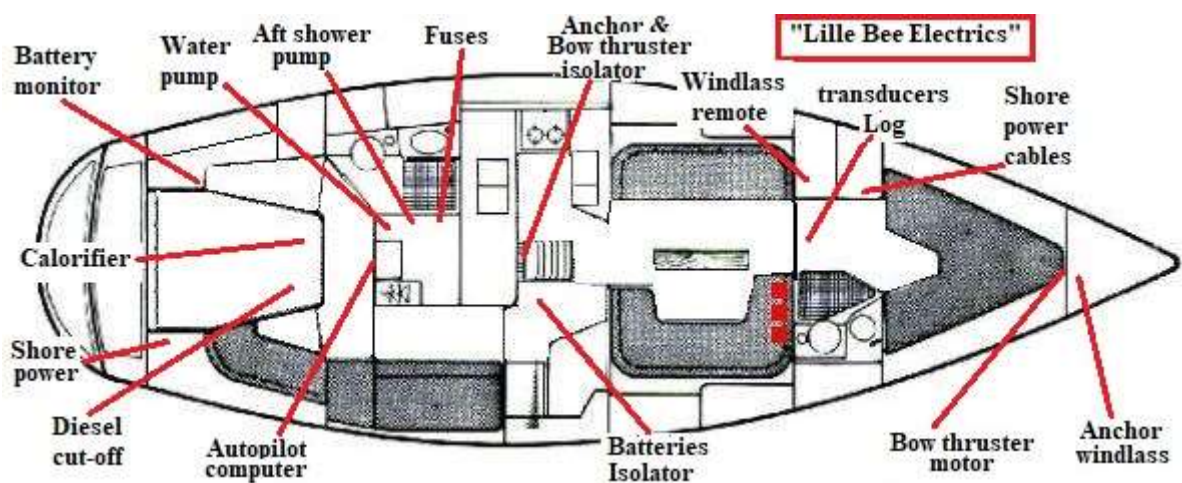 "Lille Bee Electrics"
Battery
monitor
Water
pump
Aft shower
pump
Fuses
Anchor &
Bow thruster
isolator
Windlass
remote
transducers
Log
Shore
power
cables
Calorifier
Shore
power
Diesel
cut-off
Autopilot
computer
Batteries
Isolator
Bow thruster
motor
Anchor
windlass